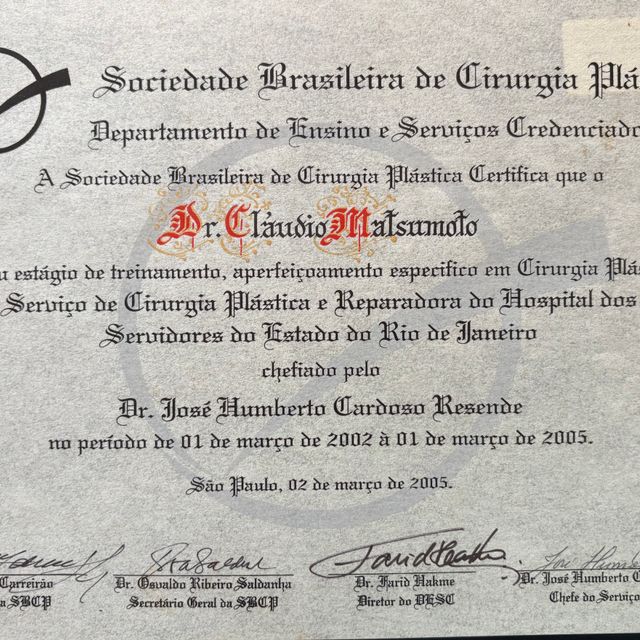 Sociedade Brasileira de Cirurgia Plá
Departamento de Ensino e Serviços Credenciado
A Sociedade Brasileira de Cirurgia Plástica Certifica que o
Dr. Cláudio Matsumoto
u estágio de treinamento, aperfeiçoamento especifico em Cirurgia Plás
Serviço de Cirurgia Plástica e Reparadora do Hospital dos
Servidores do Estado do Rio de Janeiro
chefiado pelo
Dr. José Humberto Cardoso Resende
no período de 01 de março de 2002 à 01 de março de 2005.
São Paulo, 02 de março de 2005.
Carreirão Dr. Osvaldo Ribeiro Saldanha Dr. Farid Hakme Dr. José Humberto C
a SBCP Secretário Geral da SBCP Diretor do DESC Chefe do Serviço